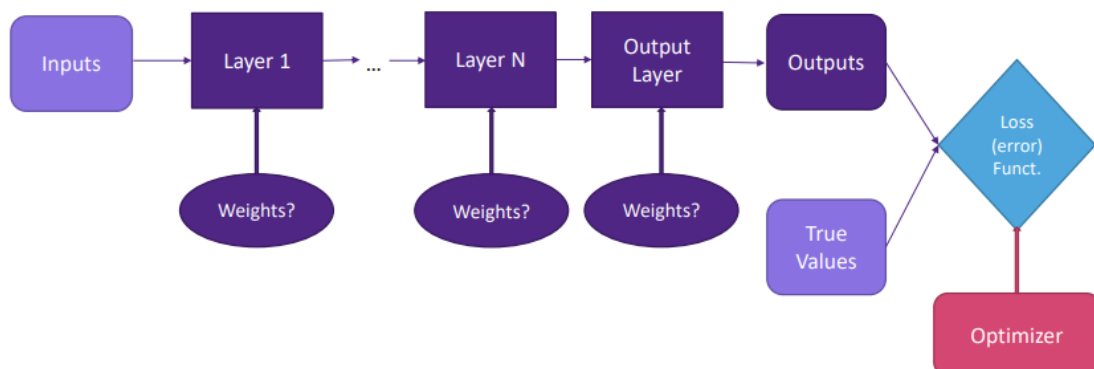 Inputs
Layer 1
...
Layer N
Output
Layer
Outputs
Loss
(error)
Funct.
Weights?
Weights?
Weights?
True
Values
Optimizer